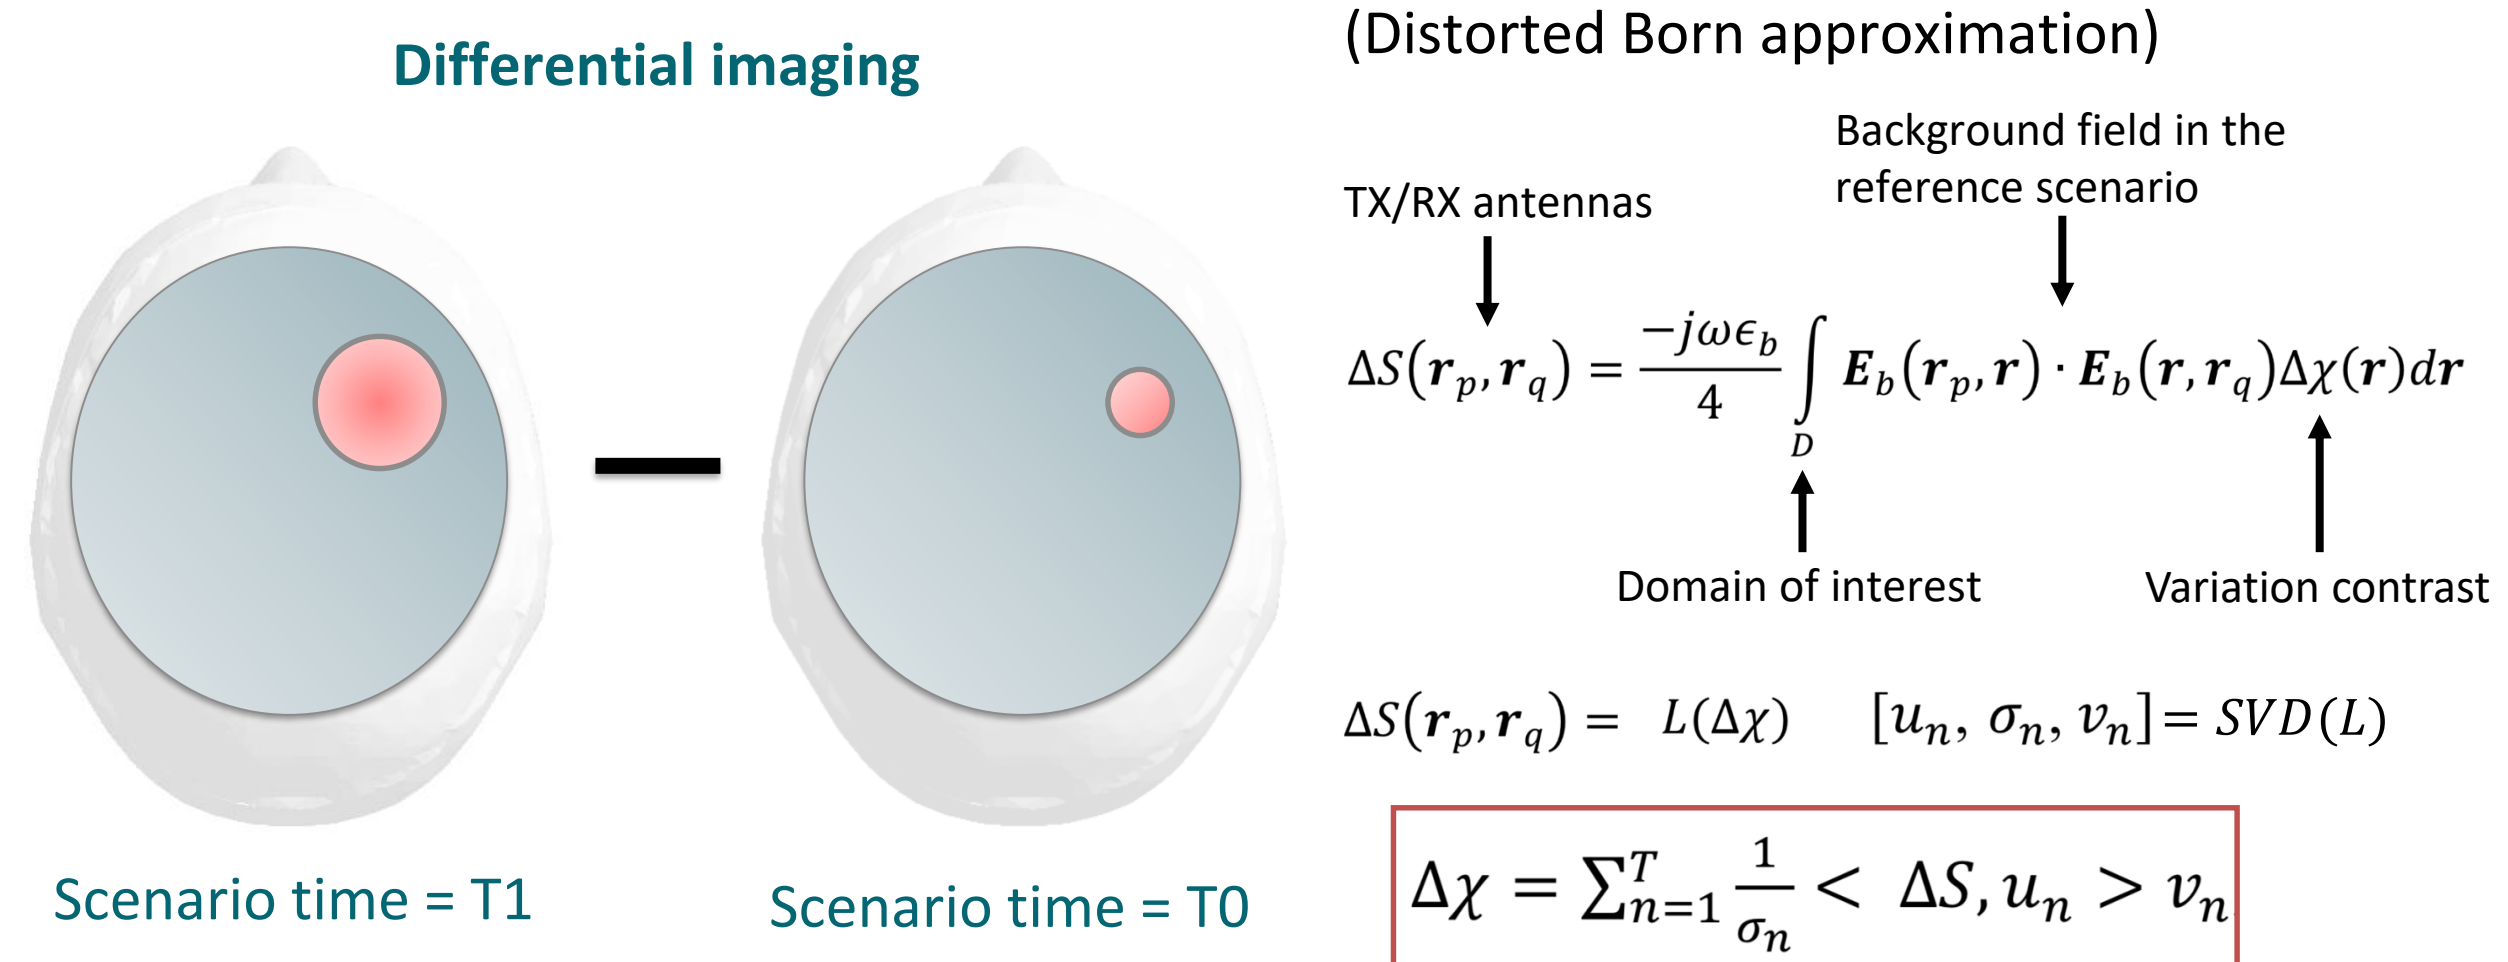 Differential imaging
Scenario time = T1
Scenario time = T0
(Distorted Born approximation)
TX/RX antennas
Background field in the
reference scenario
ΔS(r_p, r_q) = \frac{-jωϵ_b}{4} ∫_D E_b(r_p, r) · E_b(r, r_q)Δχ(r)dr
Domain of interest
Variation contrast
ΔS(r_p, r_q) = L(Δχ) [u_n, σ_n, v_n] = SVD(L)
Δχ = ∑_{n=1}^{T} \frac{1}{σ_n} < ΔS, u_n > v_n